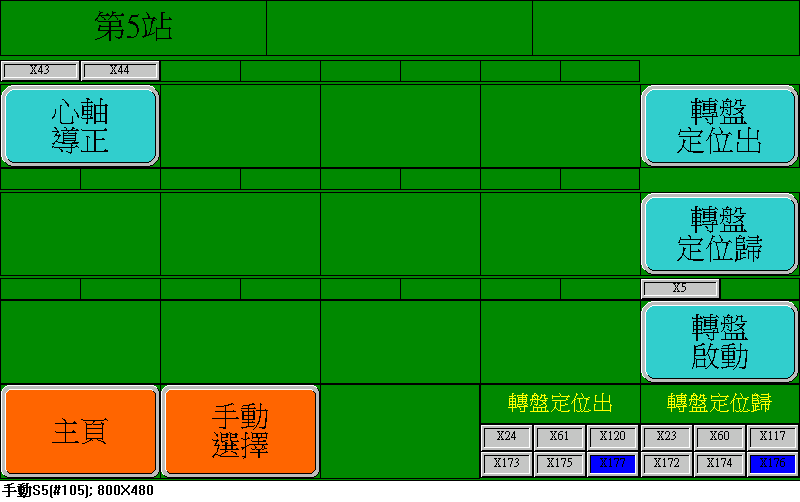 第5站
X43 X44
心軸
導正
轉盤
定位出
轉盤
定位歸
X5
轉盤
啟動
主頁
手動
選擇
轉盤定位出
轉盤定位歸
X24 X61 X120 X23 X60 X117
X173 X175 X177 X172 X174 X176
手動S5(#105); 800X480